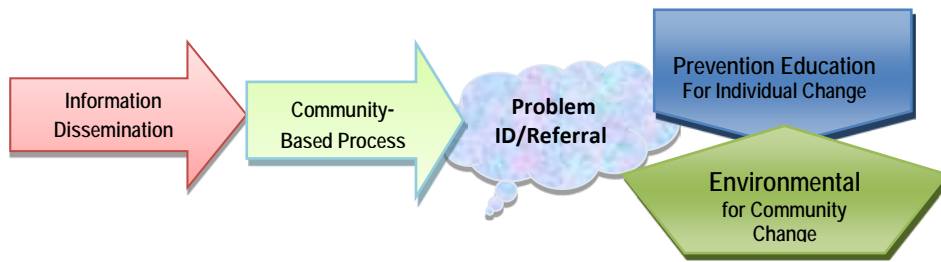 Information
Dissemination
Community-
Based Process
Problem
ID/Referral
Prevention Education
For Individual Change
Environmental
for Community
Change